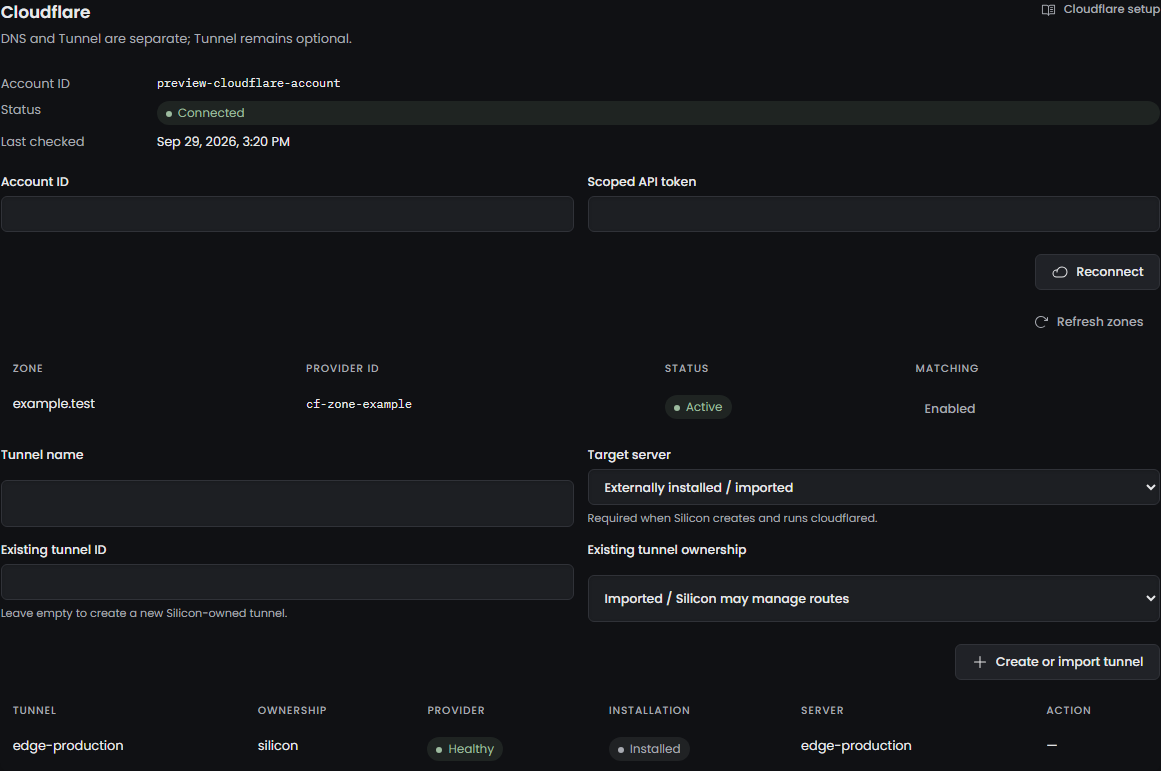 Cloudflare
Cloudflare setup
DNS and Tunnel are separate; Tunnel remains optional.
Account ID preview-cloudflare-account
Status Connected
Last checked Sep 29, 2026, 3:20 PM
Account ID Scoped API token
Reconnect
Refresh zones
ZONE PROVIDER ID STATUS MATCHING
example.test cf-zone-example Active Enabled
Tunnel name Target server
Externally installed / imported
Required when Silicon creates and runs cloudflared.
Existing tunnel ID Existing tunnel ownership
Imported / Silicon may manage routes
Leave empty to create a new Silicon-owned tunnel.
Create or import tunnel
TUNNEL OWNERSHIP PROVIDER INSTALLATION SERVER ACTION
edge-production silicon Healthy Installed edge-production —